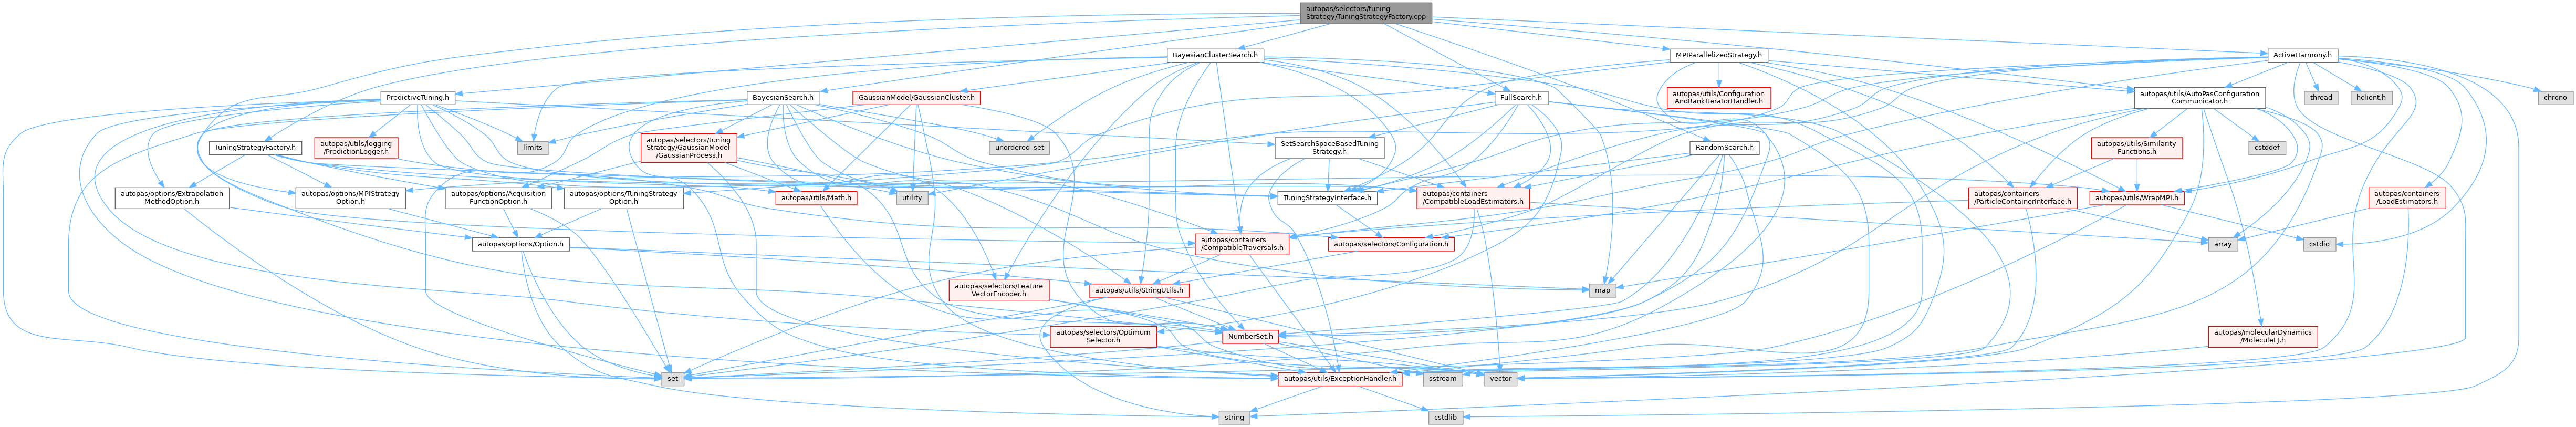 autopas/selectors/tuning
Strategy/TuningStrategyFactory.cpp
BayesianClusterSearch.h
MPIParallelizedStrategy.h
ActiveHarmony.h
PredictiveTuning.h
BayesianSearch.h
GaussianModel/GaussianCluster.h
FullSearch.h
autopas/utils/Configuration
AndRankIteratorHandler.h
autopas/utils/AutoPasConfiguration
Communicator.h
thread
hclient.h
chrono
TuningStrategyFactory.h
autopas/utils/logging
/PredictionLogger.h
limits
autopas/selectors/tuning
Strategy/GaussianModel
/GaussianProcess.h
unordered_set
SetSearchSpaceBasedTuning
Strategy.h
RandomSearch.h
autopas/utils/Similarity
Functions.h
cstddef
autopas/options/Extrapolation
MethodOption.h
autopas/options/MPIStrategy
Option.h
autopas/options/Acquisition
FunctionOption.h
autopas/options/TuningStrategy
Option.h
autopas/utils/Math.h
utility
TuningStrategyInterface.h
autopas/containers
/CompatibleLoadEstimators.h
autopas/containers
/ParticleContainerInterface.h
autopas/utils/WrapMPI.h
autopas/containers
/LoadEstimators.h
autopas/options/Option.h
autopas/containers
/CompatibleTraversals.h
autopas/selectors/Configuration.h
array
cstdio
autopas/selectors/Feature
VectorEncoder.h
autopas/utils/StringUtils.h
map
autopas/selectors/Optimum
Selector.h
NumberSet.h
autopas/molecularDynamics
/MoleculeLJ.h
set
autopas/utils/ExceptionHandler.h
sstream
vector
string
cstdlib